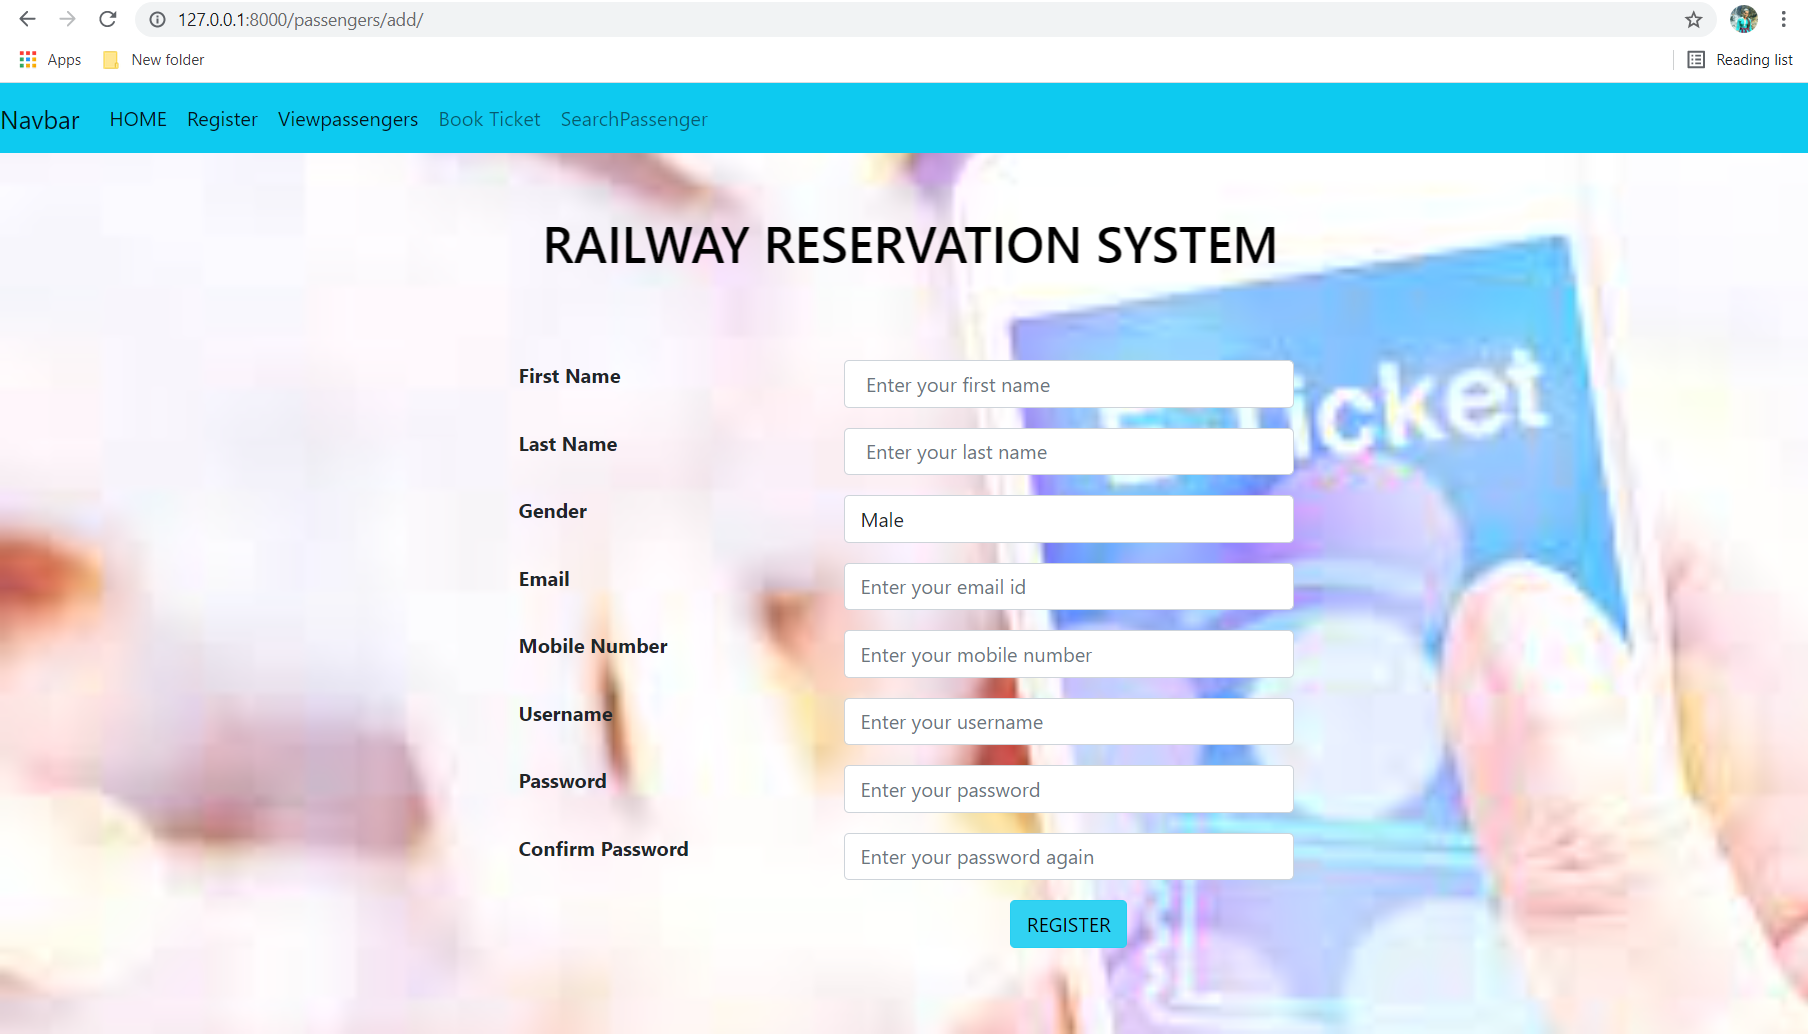 127.0.0.1:8000/passengers/add/
Apps New folder Reading list
Navbar HOME Register Viewpassengers Book Ticket SearchPassenger
RAILWAY RESERVATION SYSTEM
First Name Enter your first name
Last Name Enter your last name
Gender Male
Email Enter your email id
Mobile Number Enter your mobile number
Username Enter your username
Password Enter your password
Confirm Password Enter your password again
REGISTER
icket